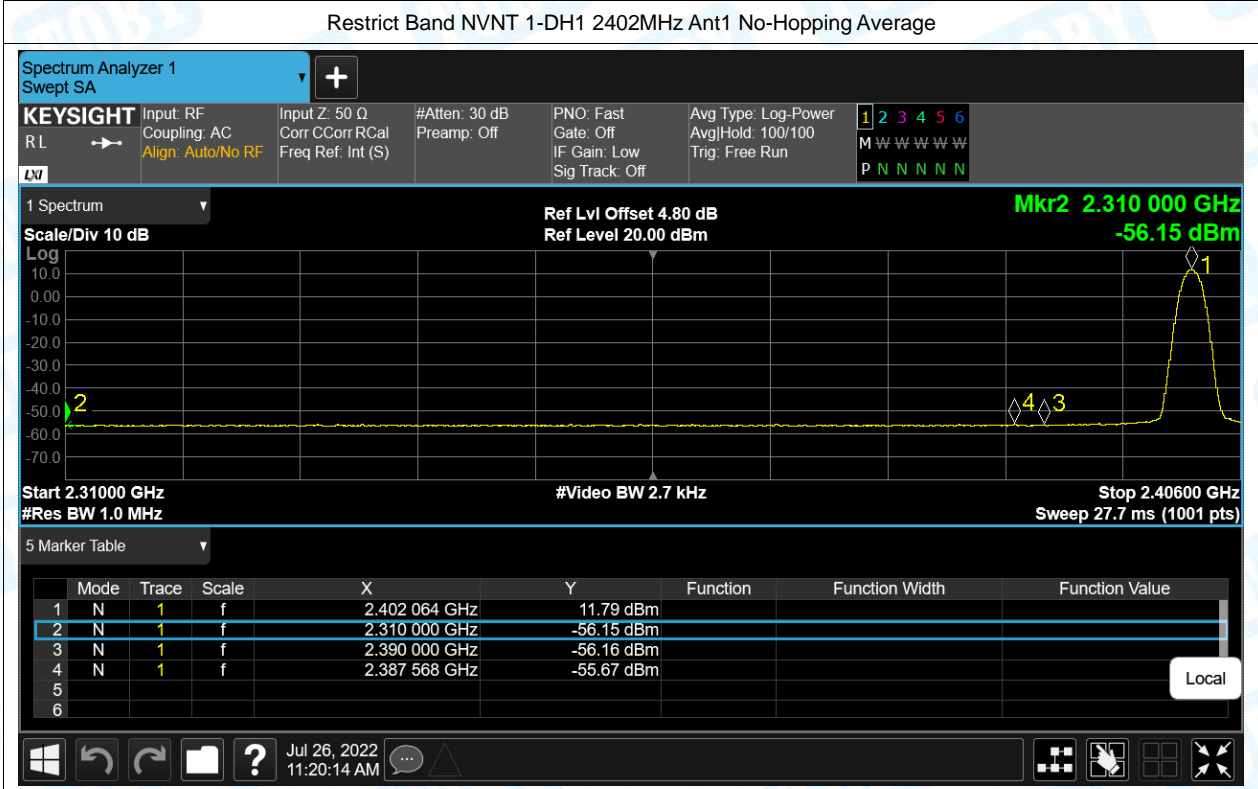 Restrict Band NVNT 1-DH1 2402MHz Ant1 No-Hopping Average
Spectrum Analyzer 1
Swept SA
+
KEYSIGHT
R L
LXI
Input: RF
Coupling: AC
Align: Auto/No RF
Input Z: 50 Ω
Corr CCorr RCal
Freq Ref: Int (S)
#Atten: 30 dB
Preamp: Off
PNO: Fast
Gate: Off
IF Gain: Low
Sig Track: Off
Avg Type: Log-Power
Avg|Hold: 100/100
Trig: Free Run
1 2 3 4 5 6
M W W W W W W
P N N N N N
1 Spectrum
Scale/Div 10 dB
Ref Lvl Offset 4.80 dB
Ref Level 20.00 dBm
Mkr2 2.310 000 GHz
-56.15 dBm
Log
10.0
0.00
-10.0
-20.0
-30.0
-40.0
-50.0
-60.0
-70.0
1
2
4 3
Start 2.31000 GHz
#Video BW 2.7 kHz
Stop 2.40600 GHz
#Res BW 1.0 MHz
Sweep 27.7 ms (1001 pts)
5 Marker Table
Mode Trace Scale X Y Function Function Width Function Value
1 N 1 f 2.402 064 GHz 11.79 dBm
2 N 1 f 2.310 000 GHz -56.15 dBm
3 N 1 f 2.390 000 GHz -56.16 dBm
4 N 1 f 2.387 568 GHz -55.67 dBm
5
6
Local
?
Jul 26, 2022
11:20:14 AM